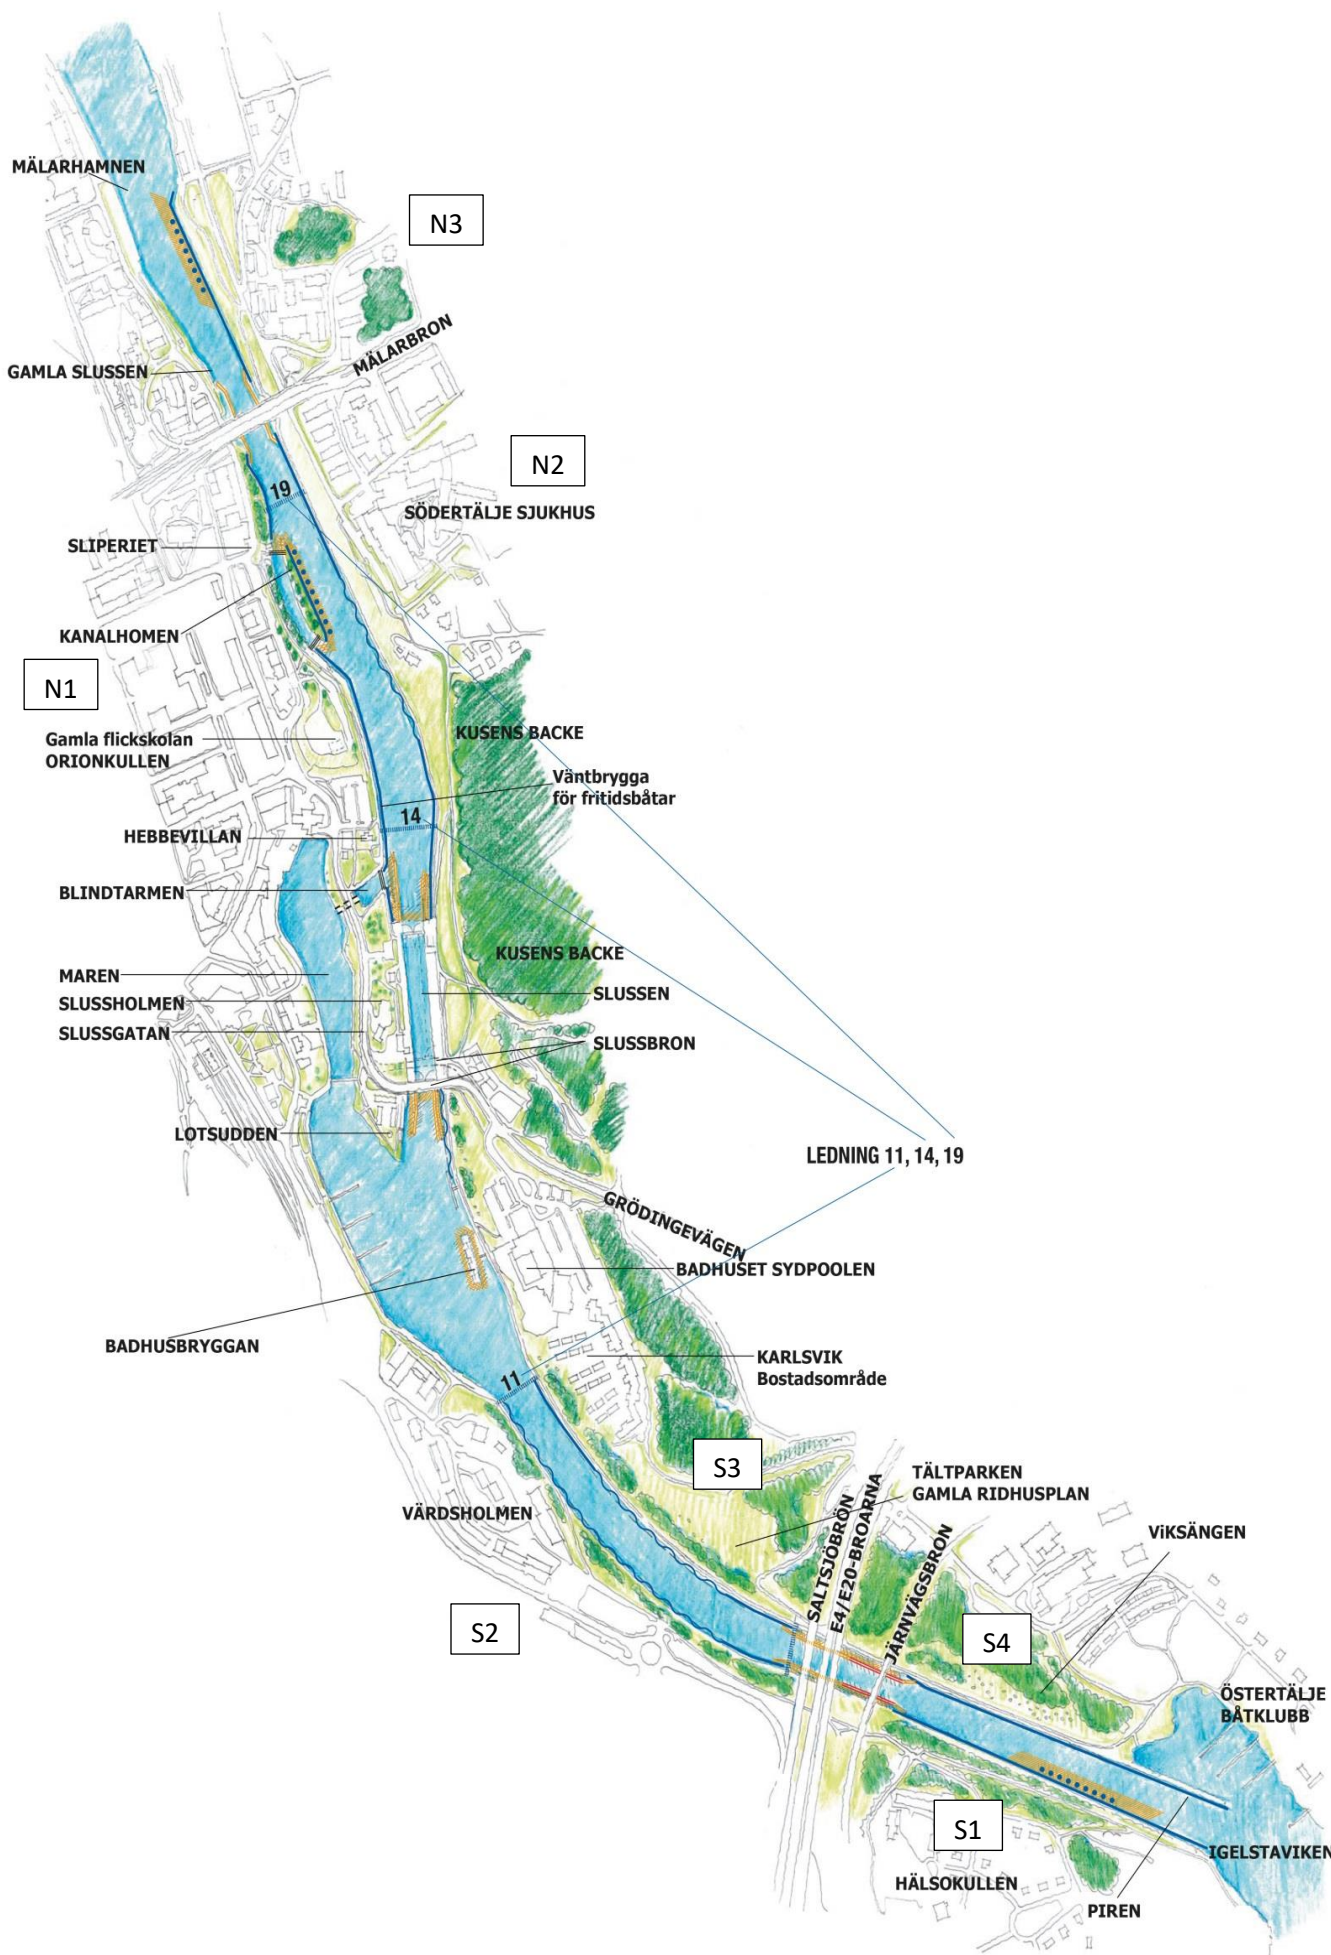 MÄLARHAMNEN
N3
MÄLARBRON
GAMLA SLUSSEN
N2
19
SÖDERTÄLJE SJUKHUS
SLIPERIET
KANALHOMEN
N1
KUSENS BACKE
Gamla flickskolan
ORIONKULLEN
Väntbrygga
för fritidsbåtar
14
HEBBEVILLAN
BLINDTARMEN
KUSENS BACKE
MAREN
SLUSSEN
SLUSSHOLMEN
SLUSSGATAN
SLUSSBRON
LOTSUDDEN
LEDNING 11, 14, 19
GRÖDINGEVÄGEN
BADHUSET SYDPOOLEN
BADHUSBRYGGAN
KARLSVIK
Bostadsområde
11
S3
TÄLTPARKEN
GAMLA RIDHUSPLAN
VÄRDSHOLMEN
SALTSJÖBRÖN
E4/E20-BROARNA
JÄRNVÄGSBRON
ViKSÄNGEN
S2
S4
ÖSTERTÄLJE
BÅTKLUBB
S1
IGELSTAVIKEN
HÄLSOKULLEN
PIREN